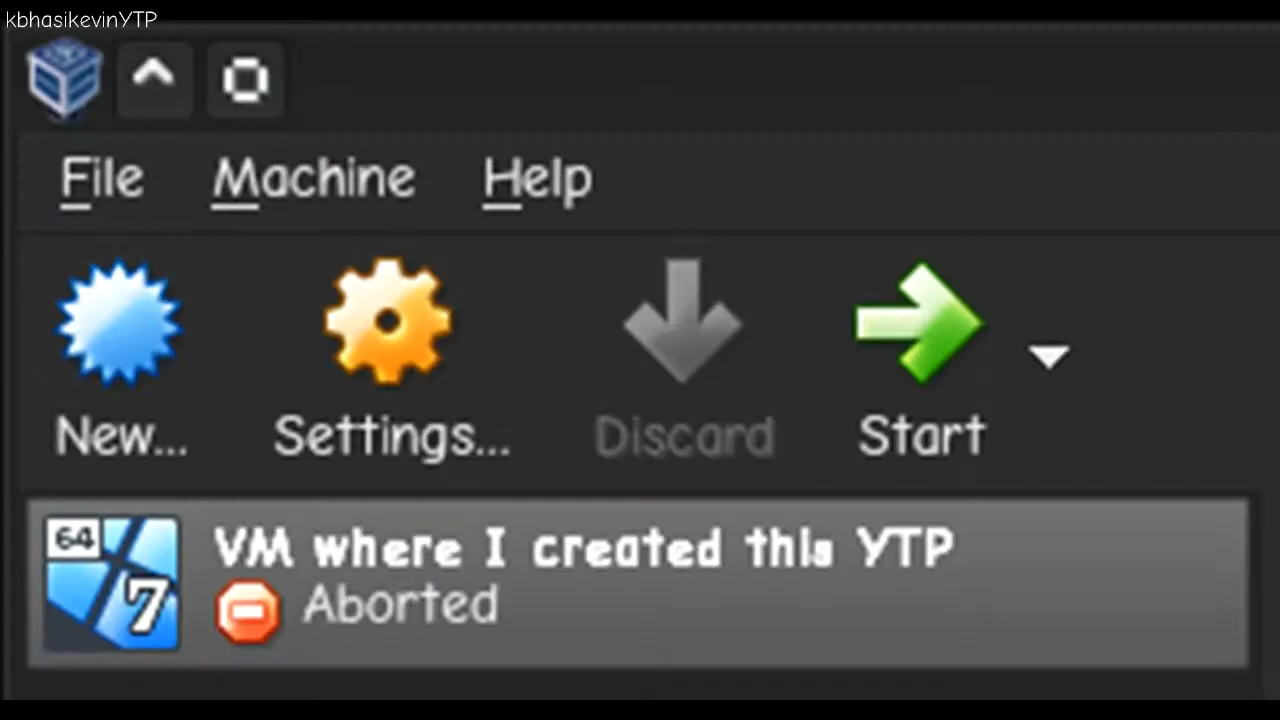 kbhasikevinYTP
File Machine Help
New... Settings... Discard Start
64
7
VM where I created this YTP
Aborted